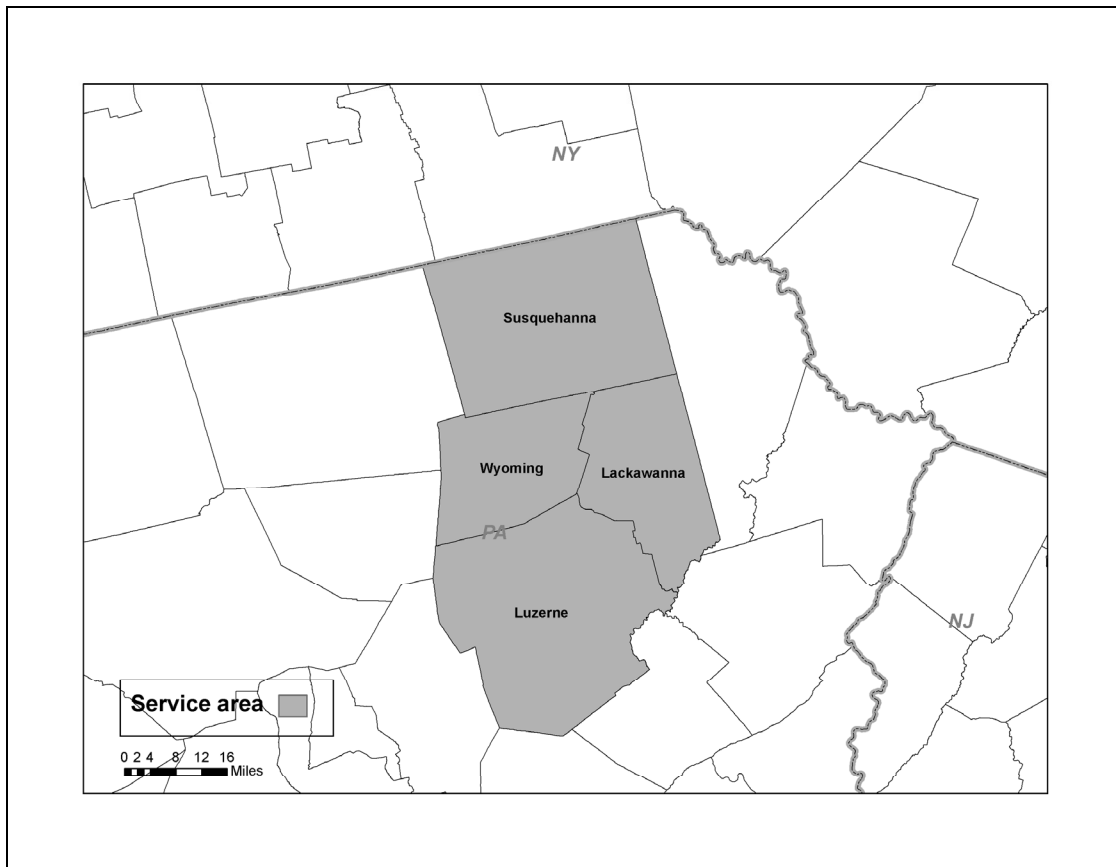 NY
Susquehanna
Wyoming
Lackawanna
PA
Luzerne
NJ
Service area
0 2 4 8 12 16
Miles